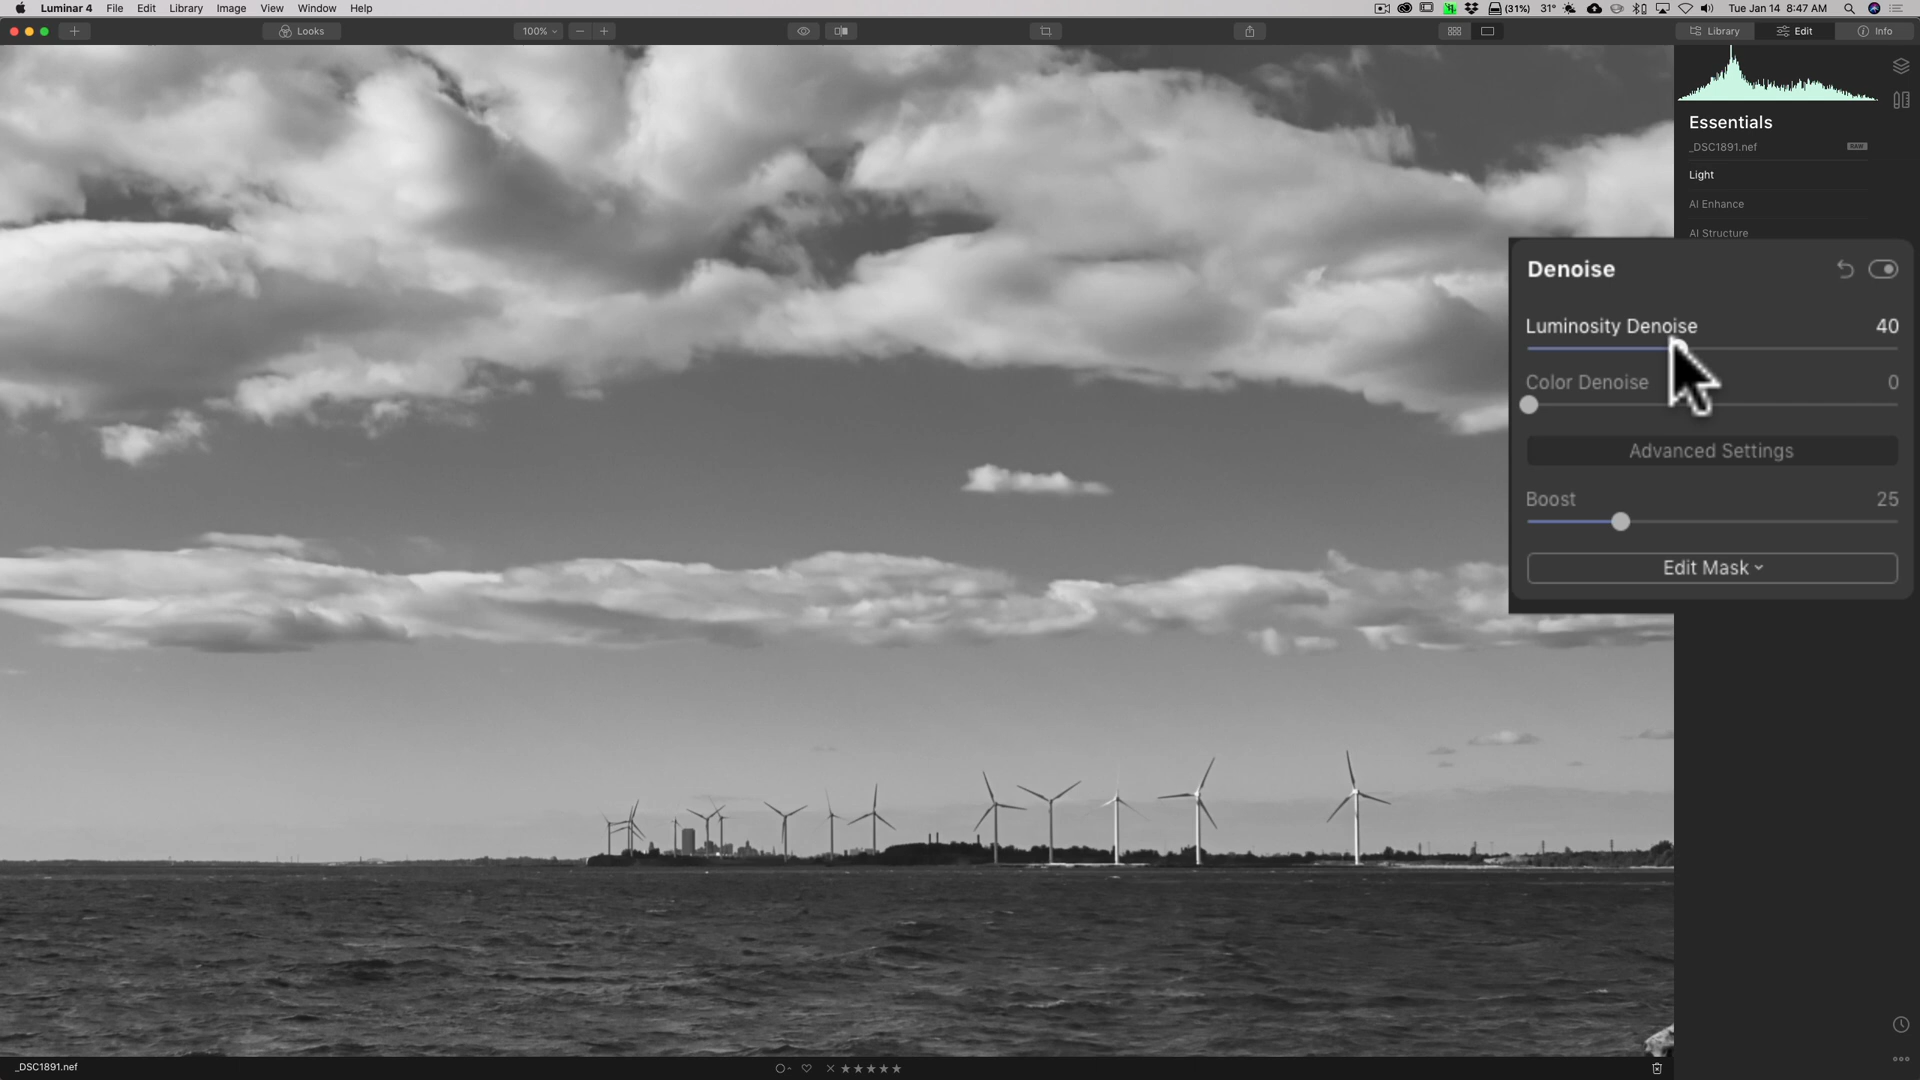 Luminar 4 File Edit Library Image View Window Help (31%) 31° Tue Jan 14 8:47 AM
Looks 100% Library Edit Info
Essentials
_DSC1891.nef RAW
Light
AI Enhance
AI Structure
Denoise
Luminosity Denoise 40
Color Denoise 0
Advanced Settings
Boost 25
Edit Mask
_DSC1891.nef